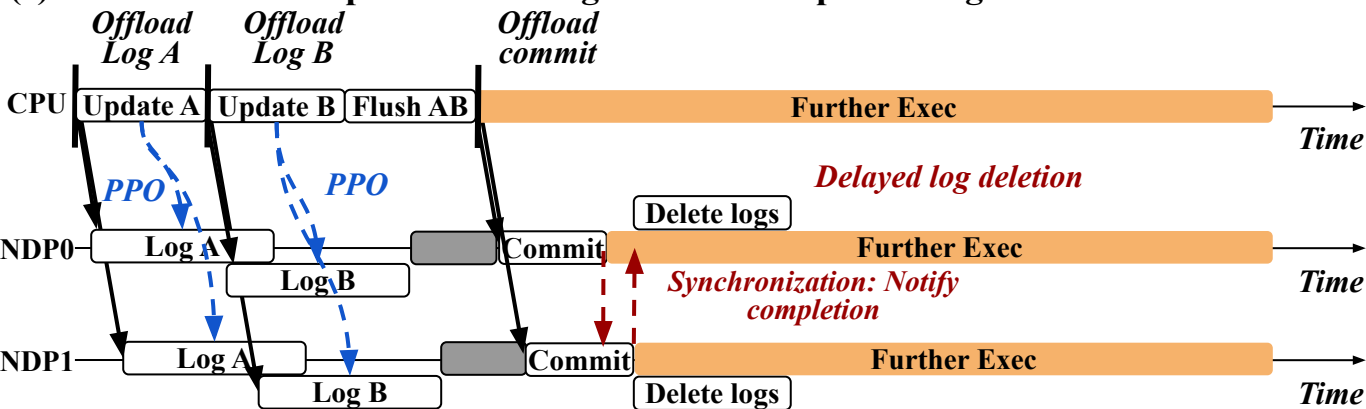 Offload
Log A
Offload
Log B
Offload
commit
CPU
Update A
Update B
Flush AB
Further Exec
Time
PPO
PPO
Delayed log deletion
Delete logs
NDP0
Log A
Commit
Further Exec
Log B
Synchronization: Notify
completion
Time
NDP1
Log A
Commit
Further Exec
Log B
Delete logs
Time